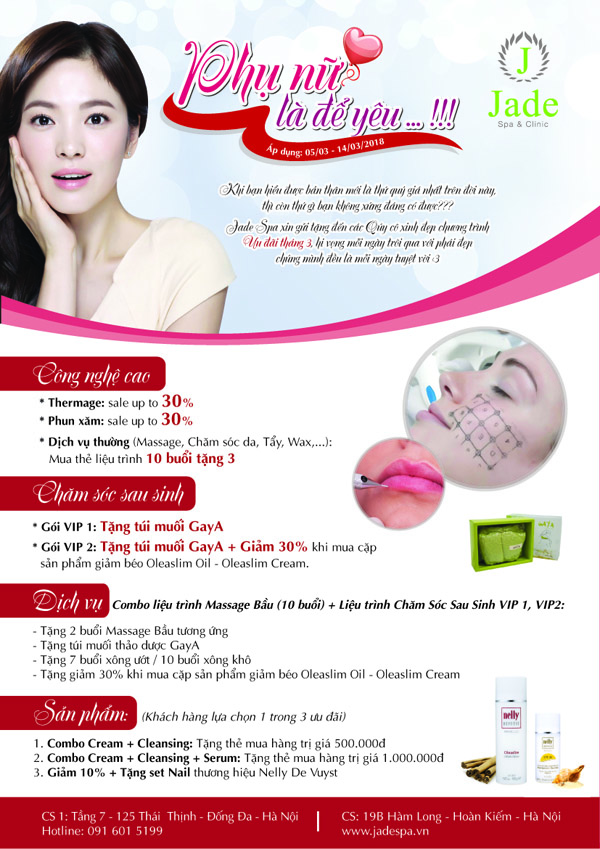 Phụ nữ
là để yêu ... !!!
Áp dụng: 05/03 - 14/03/2018
J
Jade
Spa & Clinic
Khi bạn hiểu được bản thân mới là thứ quý giá nhất trên đời này,
thì còn thứ gì bạn không xứng đáng có được???
Jade Spa xin gửi tặng đến các Qúy cô xinh đẹp chương trình
Ưu đãi tháng 3, hi vọng mỗi ngày trôi qua với phái đẹp
chúng mình đều là mỗi ngày tuyệt vời :3
Công nghệ cao
* Thermage: sale up to 30%
* Phun xăm: sale up to 30%
* Dịch vụ thường (Massage, Chăm sóc da, Tẩy, Wax,...):
Mua thẻ liệu trình 10 buổi tặng 3
Chăm sóc sau sinh
* Gói VIP 1: Tặng túi muối GayA
* Gói VIP 2: Tặng túi muối GayA + Giảm 30% khi mua cặp
sản phẩm giảm béo Oleaslim Oil - Oleaslim Cream.
Dịch vụ Combo liệu trình Massage Bầu (10 buổi) + Liệu trình Chăm Sóc Sau Sinh VIP 1, VIP2:
- Tặng 2 buổi Massage Bầu tương ứng
- Tặng túi muối thảo dược GayA
- Tặng 7 buổi xông ướt / 10 buổi xông khô
- Tặng giảm 30% khi mua cặp sản phẩm giảm béo Oleaslim Oil - Oleaslim Cream
Sản phẩm: (Khách hàng lựa chọn 1 trong 3 ưu đãi)
1. Combo Cream + Cleansing: Tặng thẻ mua hàng trị giá 500.000đ
2. Combo Cream + Cleansing + Serum: Tặng thẻ mua hàng trị giá 1.000.000đ
3. Giảm 10% + Tặng set Nail thương hiệu Nelly De Vuyst
nelly
nelly
CS 1: Tầng 7 - 125 Thái Thịnh - Đống Đa - Hà Nội
Hotline: 091 601 5199
CS: 19B Hàm Long - Hoàn Kiếm - Hà Nội
www.jadespa.vn